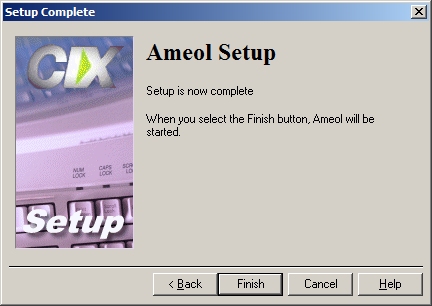 Setup Complete
CIX
Ameol Setup
Setup is now complete
When you select the Finish button, Ameol will be
started.
NUM
LOCK
CAPS
LOCK
LOCK
Setup
< Back
Finish
Cancel
Help